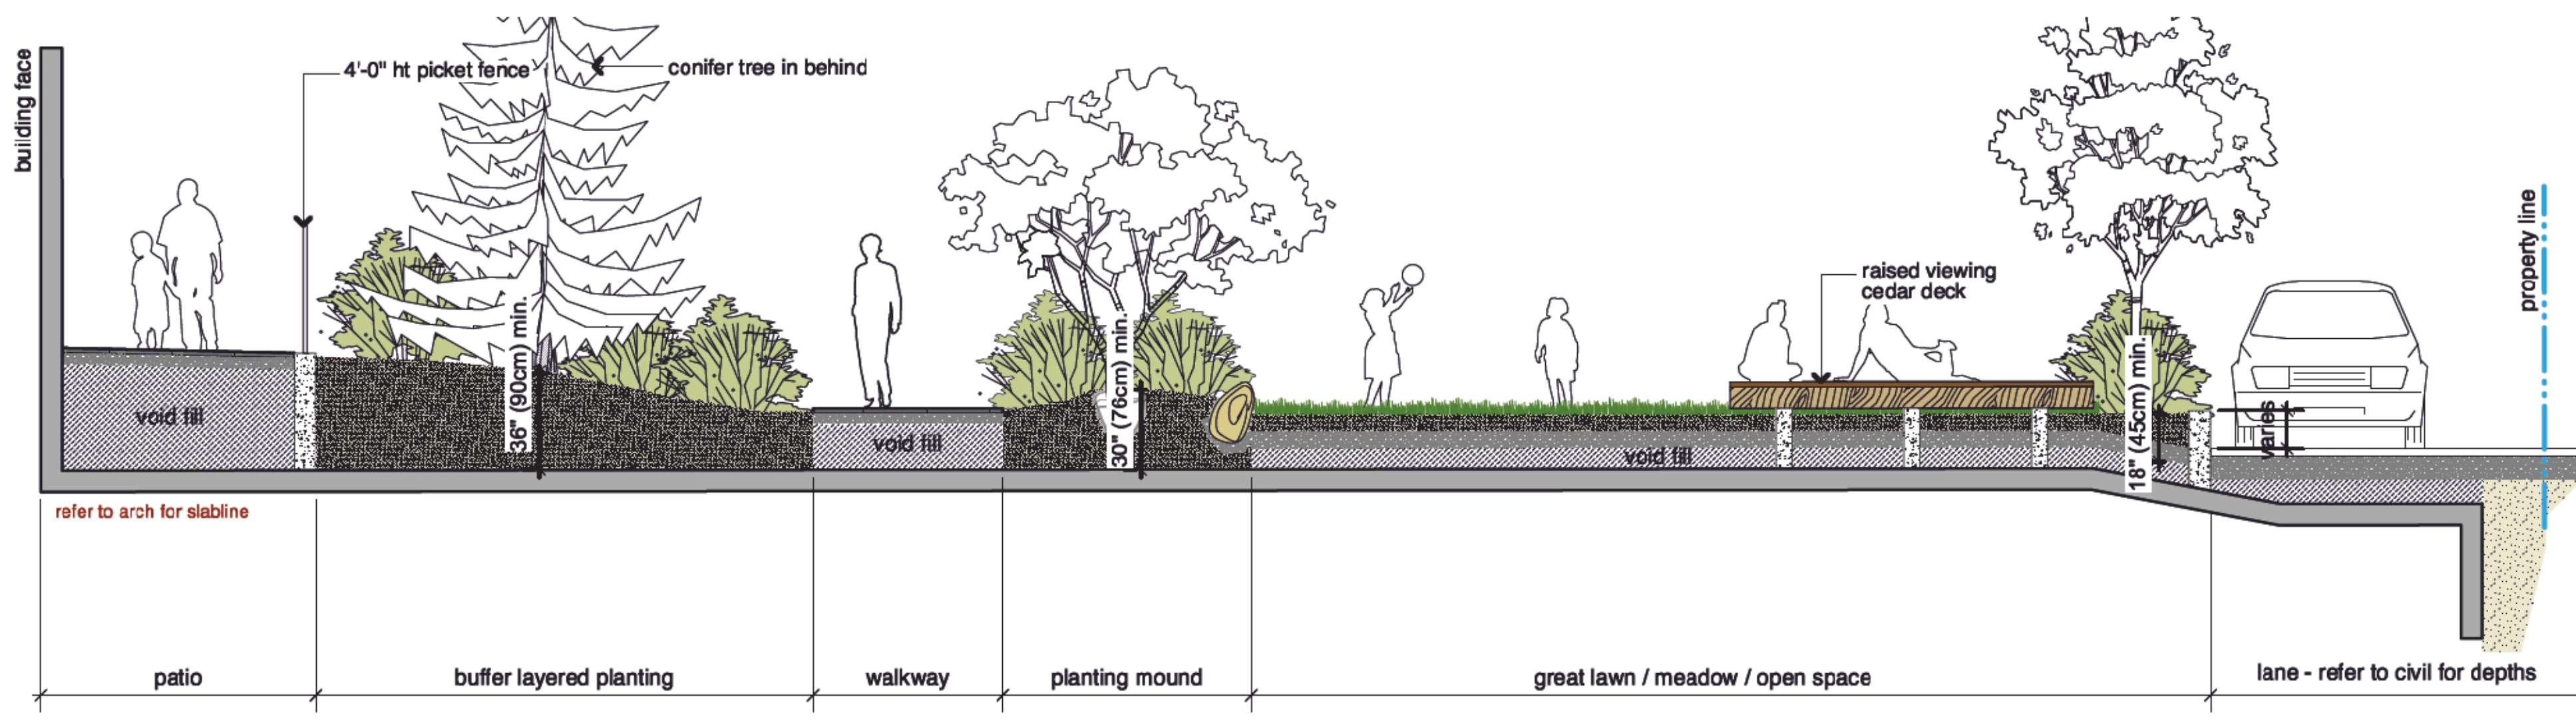 building face
4'-0" ht picket fence
conifer tree in behind
raised viewing
cedar deck
property line
void fill
36" (90cm) min.
void fill
30" (76cm) min.
void fill
18" (45cm) min.
varies
refer to arch for slabline
patio
buffer layered planting
walkway
planting mound
great lawn / meadow / open space
lane - refer to civil for depths